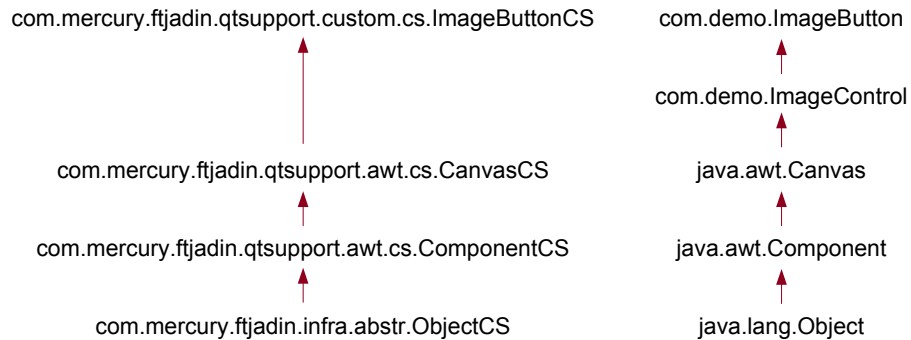 com.mercury.ftjadin.qtsupport.custom.cs.ImageButtonCS com.demo.ImageButton
com.demo.ImageControl
com.mercury.ftjadin.qtsupport.awt.cs.CanvasCS java.awt.Canvas
com.mercury.ftjadin.qtsupport.awt.cs.ComponentCS java.awt.Component
com.mercury.ftjadin.infra.abstr.ObjectCS java.lang.Object